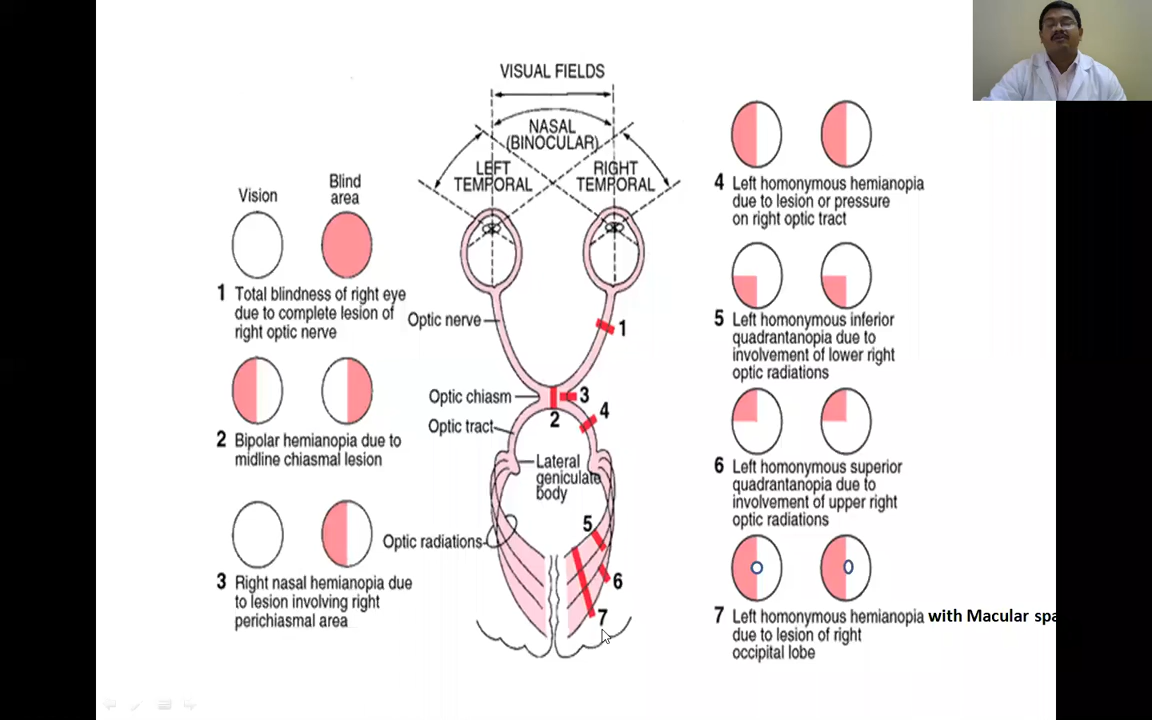 VISUAL FIELDS
NASAL
(BINOCULAR)
LEFT
TEMPORAL
RIGHT
TEMPORAL
Vision
Blind
area
1 Total blindness of right eye
due to complete lesion of
right optic nerve
2 Bipolar hemianopia due to
midline chiasmal lesion
3 Right nasal hemianopia due
to lesion involving right
perichiasmal area
Optic nerve
1
Optic chiasm
3
2
4
Optic tract
Lateral
geniculate
body
Optic radiations
5
6
7
4 Left homonymous hemianopia
due to lesion or pressure
on right optic tract
5 Left homonymous inferior
quadrantanopia due to
involvement of lower right
optic radiations
6 Left homonymous superior
quadrantanopia due to
involvement of upper right
optic radiations
7 Left homonymous hemianopia with Macular spa
due to lesion of right
occipital lobe